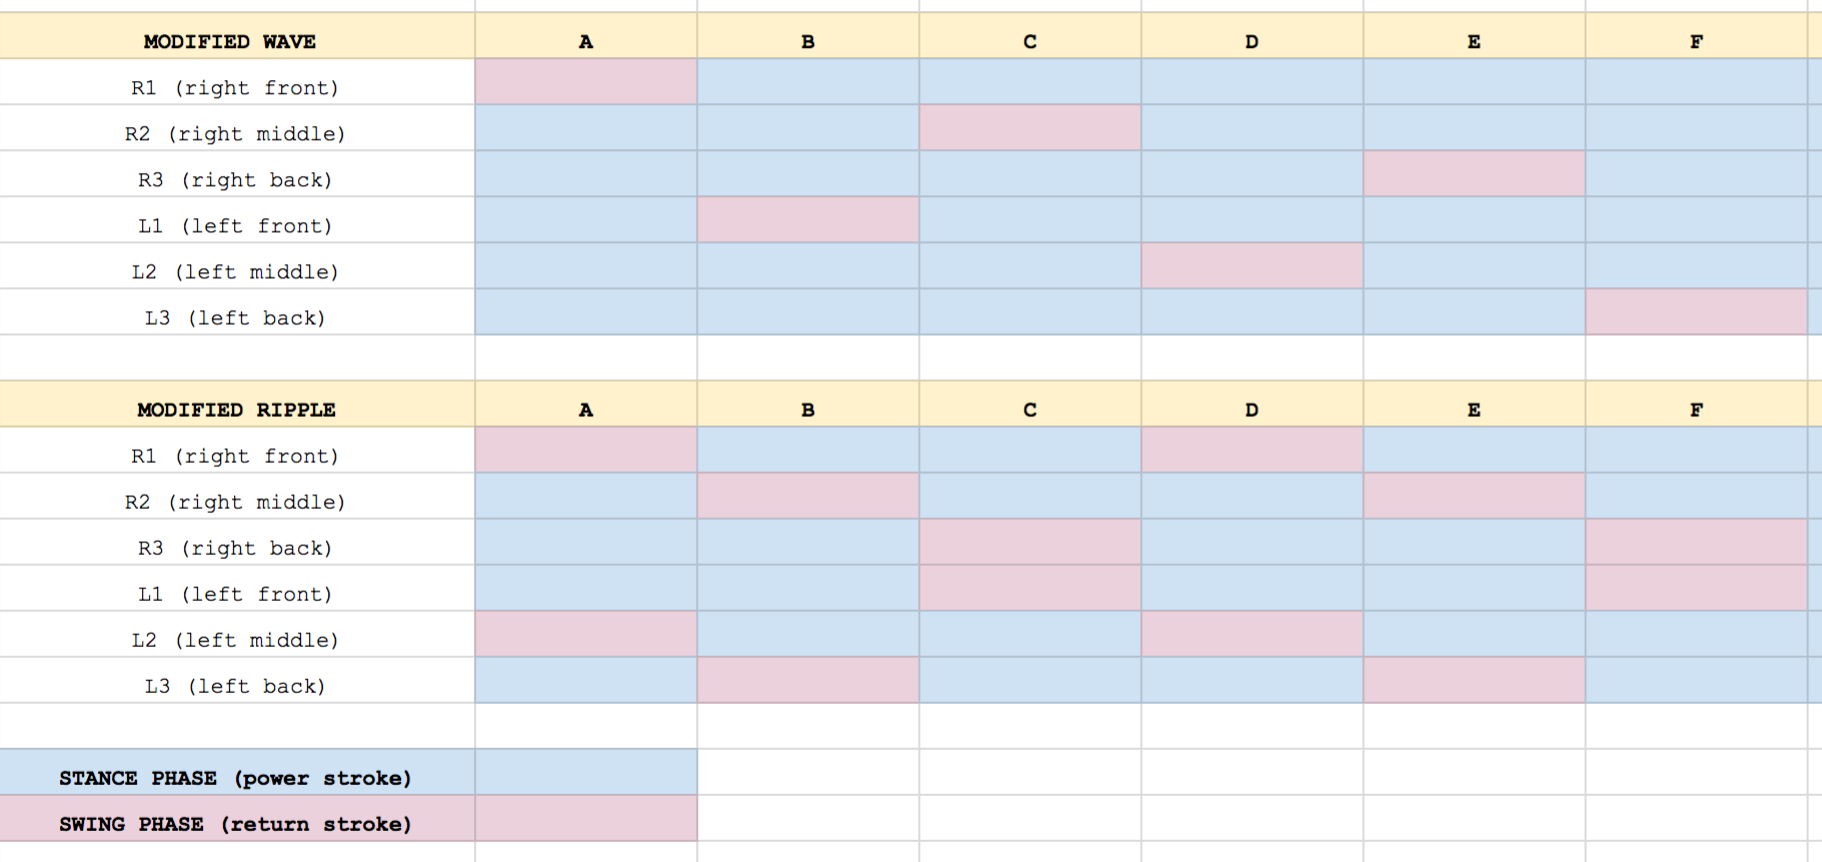 MODIFIED WAVE A B C D E F
R1 (right front)
R2 (right middle)
R3 (right back)
L1 (left front)
L2 (left middle)
L3 (left back)
MODIFIED RIPPLE A B C D E F
R1 (right front)
R2 (right middle)
R3 (right back)
L1 (left front)
L2 (left middle)
L3 (left back)
STANCE PHASE (power stroke)
SWING PHASE (return stroke)